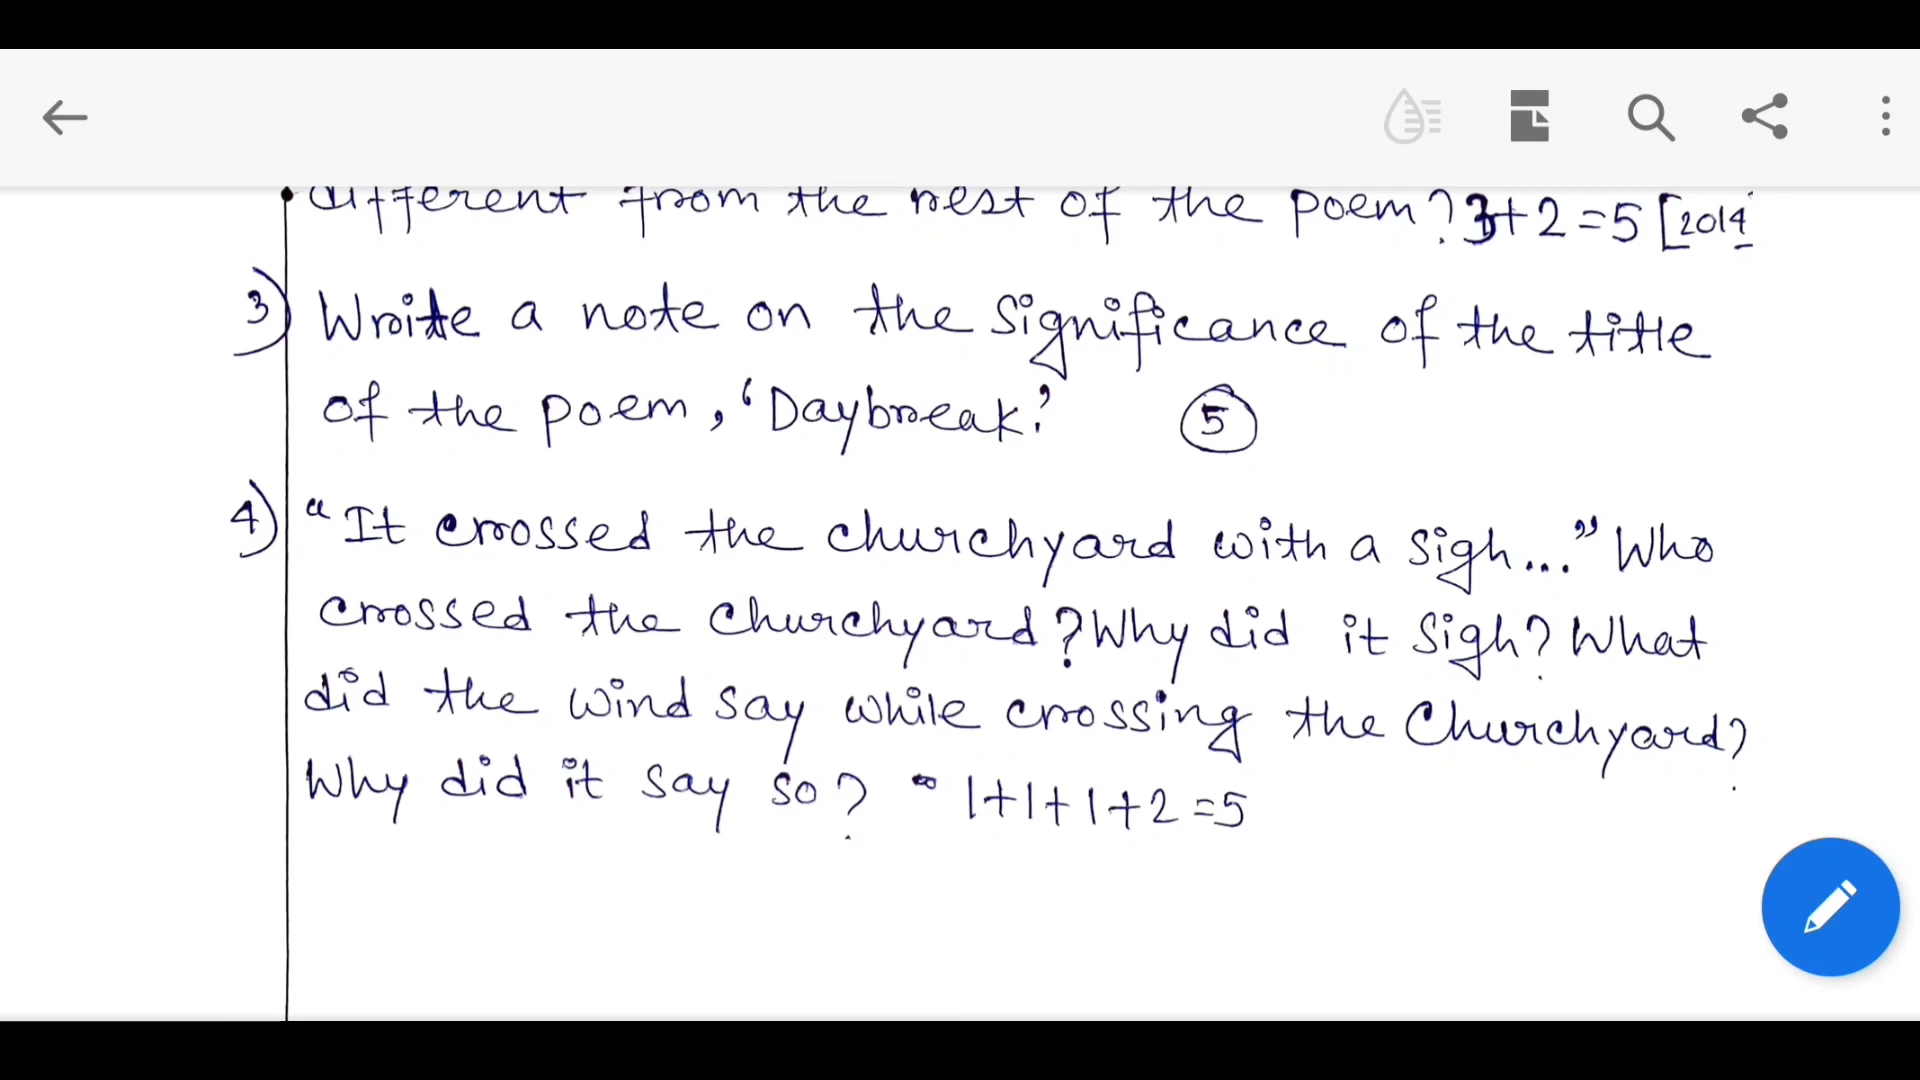 different from the rest of the poem? 3+2=5 [2014
3) Write a note on the significance of the title
of the poem, 'Daybreak.' 5
4) "It crossed the churchyard with a sigh..." Who
crossed the churchyard? Why did it sigh? What
did the wind say while crossing the Churchyard?
Why did it say so? - 1+1+1+2=5